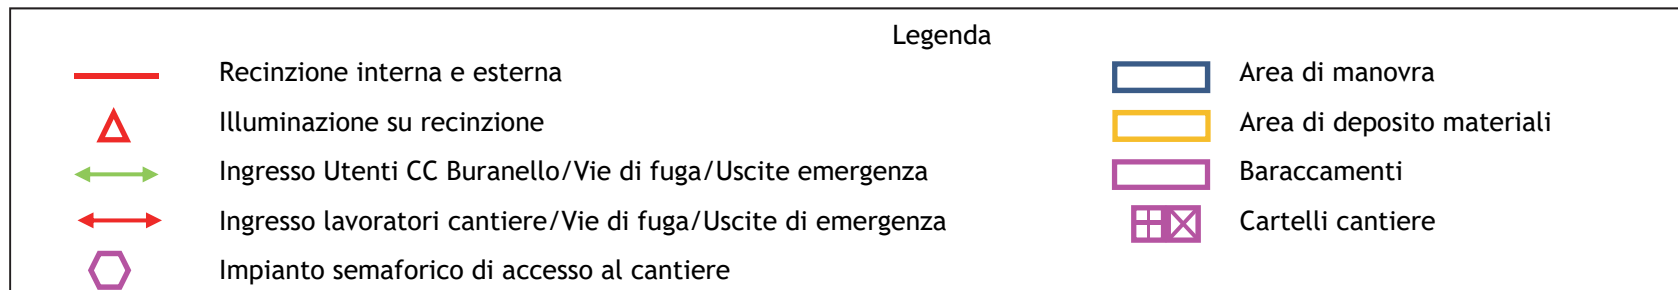 Legenda
Recinzione interna e esterna
Illuminazione su recinzione
Ingresso Utenti CC Buranello/Vie di fuga/Uscite emergenza
Ingresso lavoratori cantiere/Vie di fuga/Uscite di emergenza
Impianto semaforico di accesso al cantiere
Area di manovra
Area di deposito materiali
Baraccamenti
Cartelli cantiere